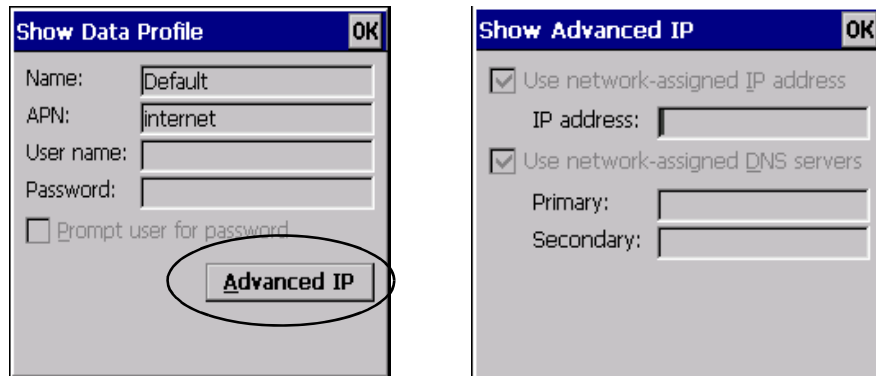 Show Data Profile OK
Name: Default
APN: internet
User name:
Password:
Prompt user for password
Advanced IP
Show Advanced IP OK
Use network-assigned IP address
IP address:
Use network-assigned DNS servers
Primary:
Secondary: